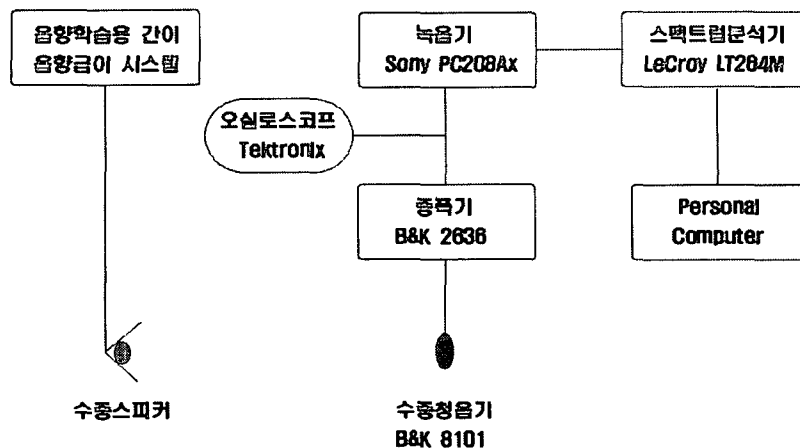 음향학습용 간이
음향급이 시스템
녹음기
Sony PC208Ax
스펙트럼분석기
LeCroy LT264M
오실로스코프
Tektronix
증폭기
B&K 2636
Personal
Computer
수중스피커
수중청음기
B&K 8101